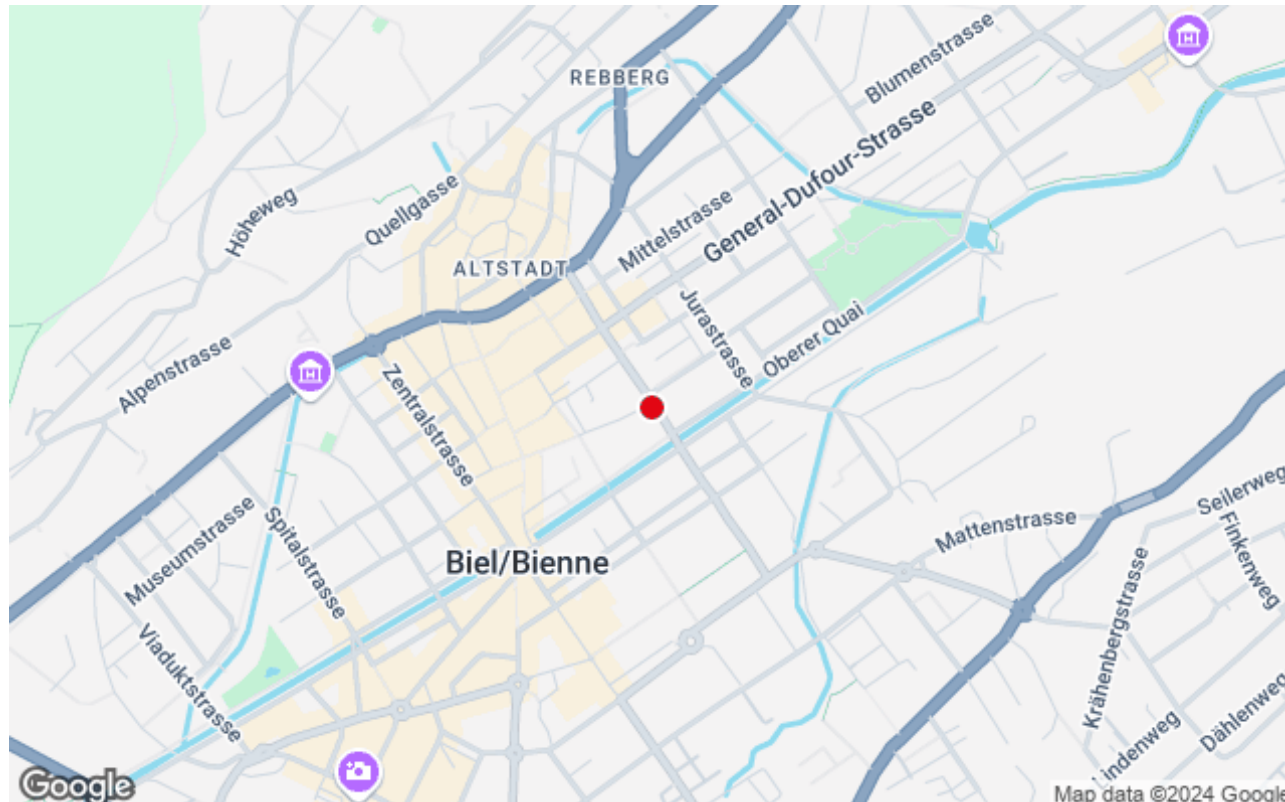 REBBERG
Blumenstrasse
General-Dufour-Strasse
Höheweg
Quellgasse
Mittelstrasse
ALTSTADT
Jurastrasse
Oberer Quai
Alpenstrasse
Zentralstrasse
Museumstrasse
Spitalstrasse
Biel/Bienne
Mattenstrasse
Seilerweg
Finkenweg
Krähenbergstrasse
Viaduktstrasse
Dählenweg
Lindenweg
Google
Map data ©2024 Google